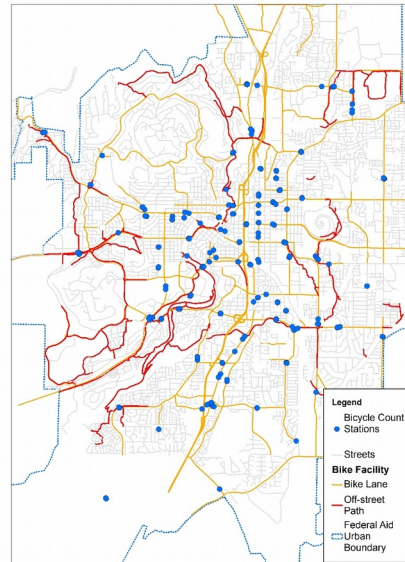 Legend
Bicycle Count
Stations
Streets
Bike Facility
Bike Lane
Off-street
Path
Federal Aid
Urban
Boundary